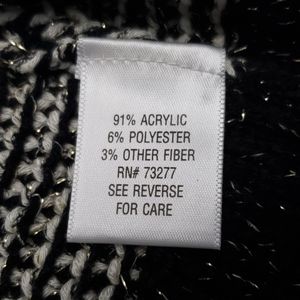 91% ACRYLIC
6% POLYESTER
3% OTHER FIBER
RN# 73277
SEE REVERSE
FOR CARE